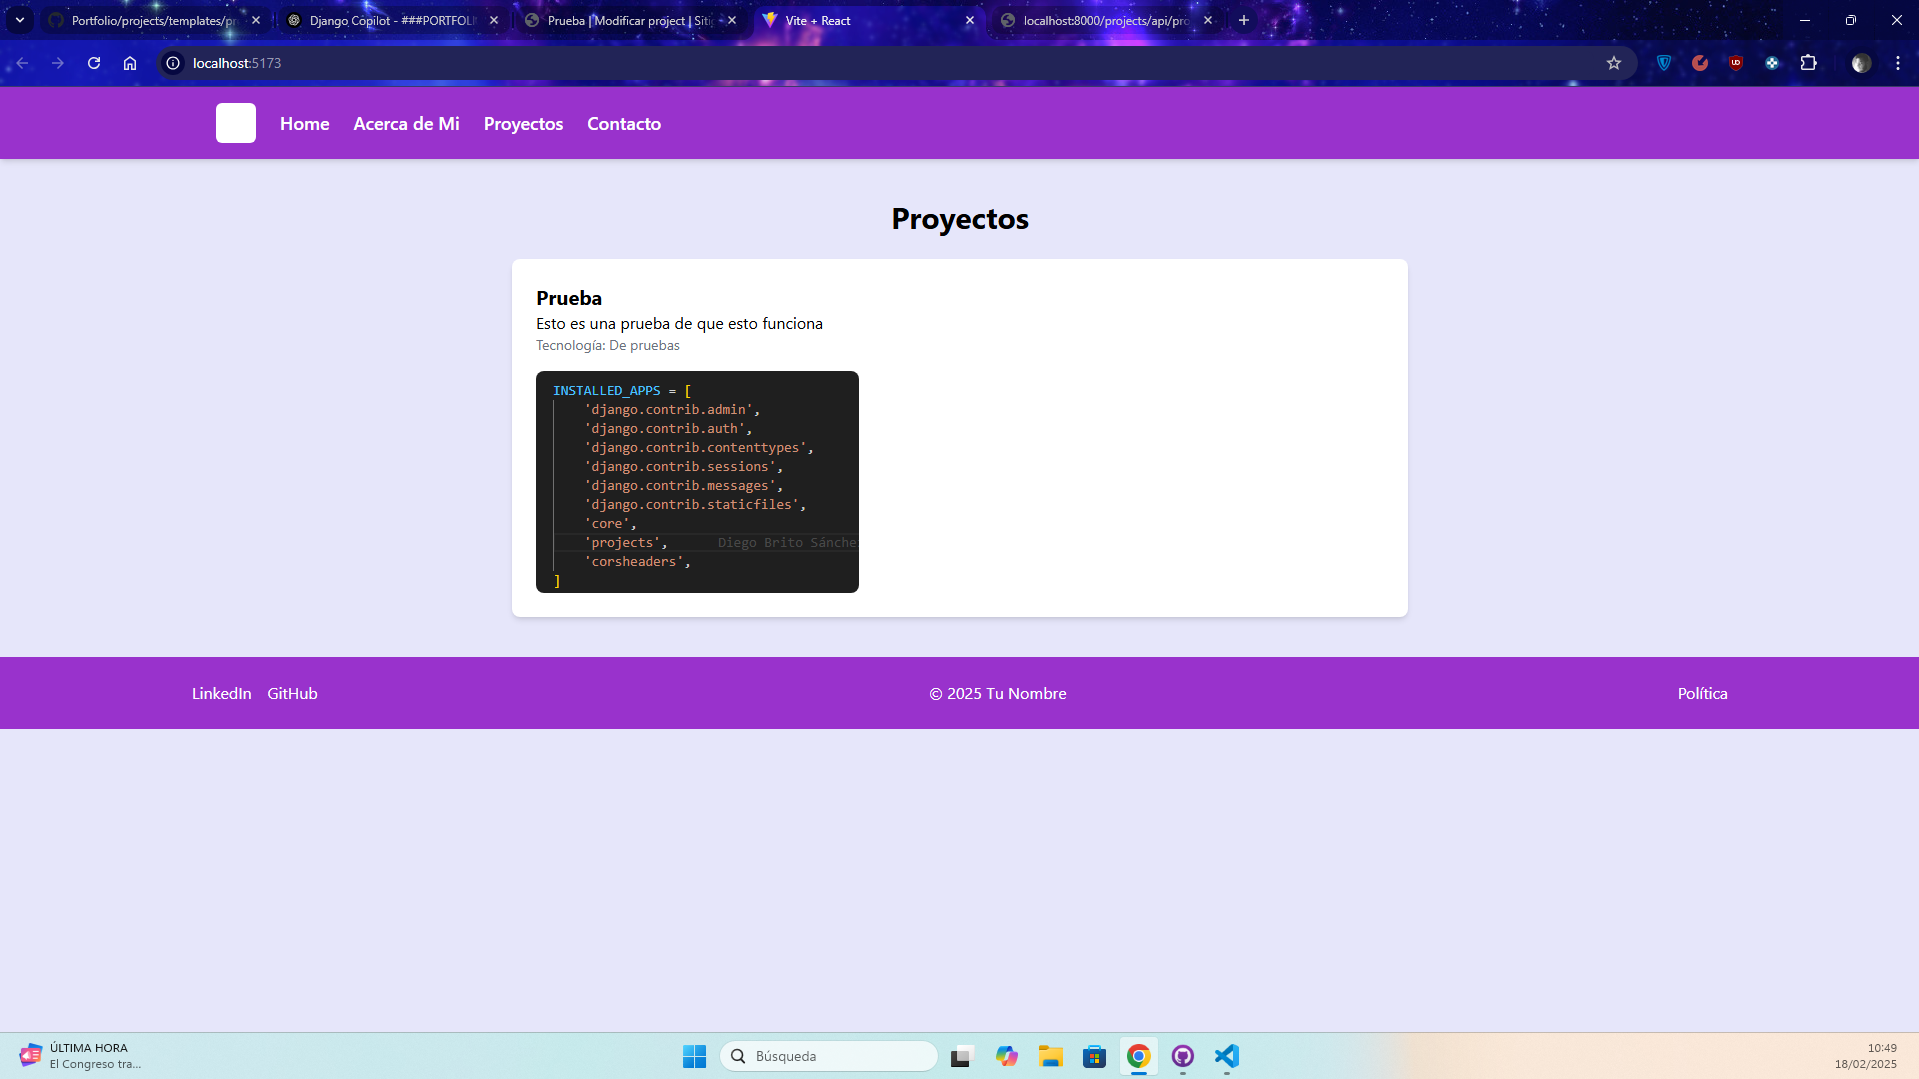 Portfolio/projects/templates/pr
Django Copilot - ###PORTFOLI
Prueba | Modificar project | Siti
Vite + React
localhost:8000/projects/api/pro
localhost:5173
Home
Acerca de Mi
Proyectos
Contacto
Proyectos
Prueba
Esto es una prueba de que esto funciona
Tecnología: De pruebas
INSTALLED_APPS = [
'django.contrib.admin',
'django.contrib.auth',
'django.contrib.contenttypes',
'django.contrib.sessions',
'django.contrib.messages',
'django.contrib.staticfiles',
'core',
'projects', Diego Brito Sánche
'corsheaders',
]
LinkedIn
GitHub
© 2025 Tu Nombre
Política
ÚLTIMA HORA
El Congreso tra...
Búsqueda
10:49
18/02/2025